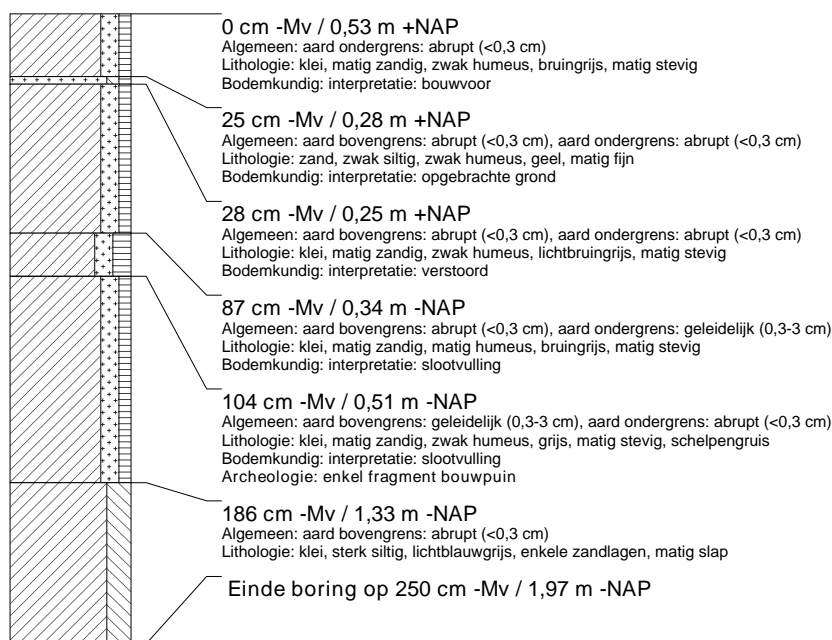 0 cm -Mv / 0,53 m +NAP
Algemeen: aard ondergrens: abrupt (<0,3 cm)
Lithologie: klei, matig zandig, zwak humeus, bruingrijs, matig stevig
Bodemkundig: interpretatie: bouwvoor
25 cm -Mv / 0,28 m +NAP
Algemeen: aard bovengrens: abrupt (<0,3 cm), aard ondergrens: abrupt (<0,3 cm)
Lithologie: zand, zwak siltig, zwak humeus, geel, matig fijn
Bodemkundig: interpretatie: opgebrachte grond
28 cm -Mv / 0,25 m +NAP
Algemeen: aard bovengrens: abrupt (<0,3 cm), aard ondergrens: abrupt (<0,3 cm)
Lithologie: klei, matig zandig, zwak humeus, lichtbruingrijs, matig stevig
Bodemkundig: interpretatie: verstoord
87 cm -Mv / 0,34 m -NAP
Algemeen: aard bovengrens: abrupt (<0,3 cm), aard ondergrens: geleidelijk (0,3-3 cm)
Lithologie: klei, matig zandig, matig humeus, bruingrijs, matig stevig
Bodemkundig: interpretatie: slootvulling
104 cm -Mv / 0,51 m -NAP
Algemeen: aard bovengrens: geleidelijk (0,3-3 cm), aard ondergrens: abrupt (<0,3 cm)
Lithologie: klei, matig zandig, zwak humeus, grijs, matig stevig, schelpengruis
Bodemkundig: interpretatie: slootvulling
Archeologie: enkel fragment bouwpuin
186 cm -Mv / 1,33 m -NAP
Algemeen: aard bovengrens: abrupt (<0,3 cm)
Lithologie: klei, sterk siltig, lichtblauwgrijs, enkele zandlagen, matig slap
Einde boring op 250 cm -Mv / 1,97 m -NAP